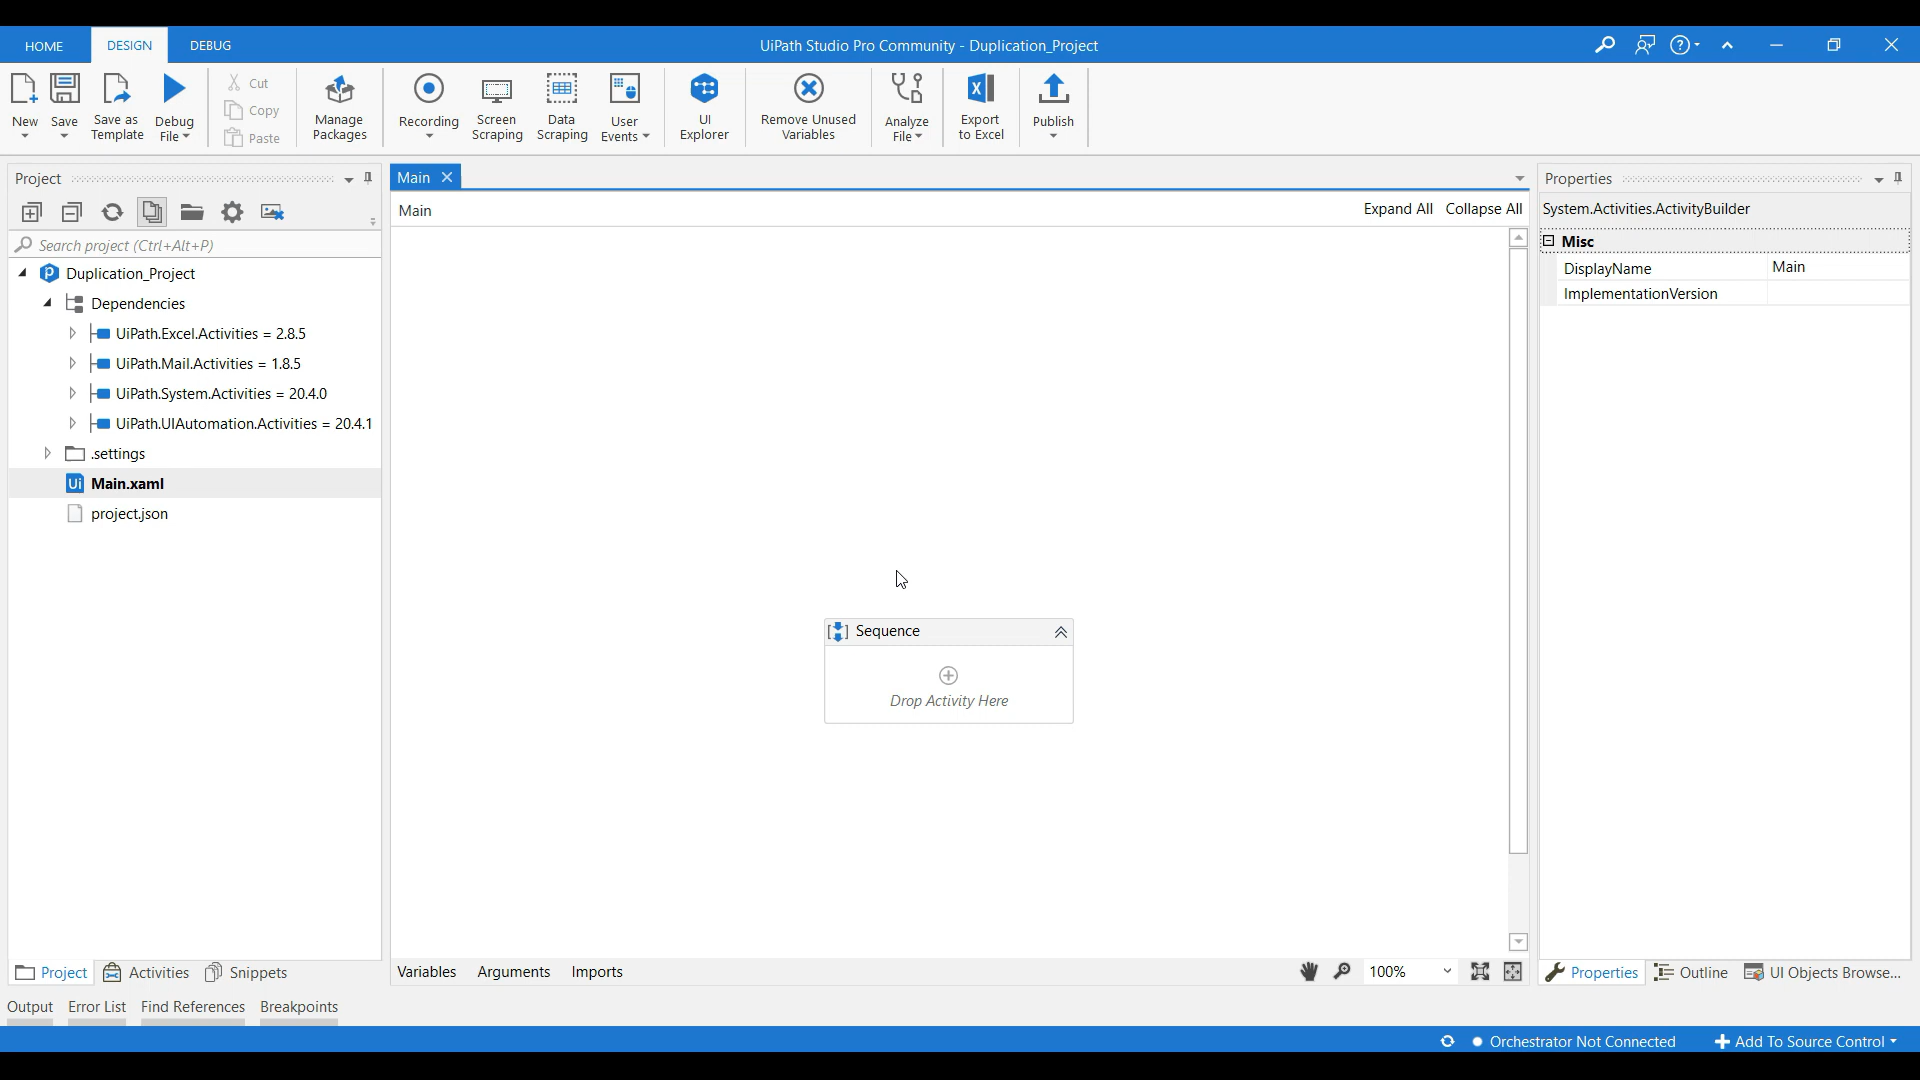 HOME DESIGN DEBUG UiPath Studio Pro Community - Duplication_Project
New Save Save as Template Debug File Cut Copy Paste Manage Packages Recording Screen Scraping Data Scraping User Events UI Explorer Remove Unused Variables Analyze File Export to Excel Publish
Project
Search project (Ctrl+Alt+P)
Duplication_Project
Dependencies
UiPath.Excel.Activities = 2.8.5
UiPath.Mail.Activities = 1.8.5
UiPath.System.Activities = 20.4.0
UiPath.UIAutomation.Activities = 20.4.1
.settings
Ui Main.xaml
project.json
Project Activities Snippets
Main
Main Expand All Collapse All
Sequence
Drop Activity Here
Variables Arguments Imports 100%
Properties
System.Activities.ActivityBuilder
Misc
DisplayName Main
ImplementationVersion
Properties Outline UI Objects Browse...
Output Error List Find References Breakpoints
Orchestrator Not Connected Add To Source Control